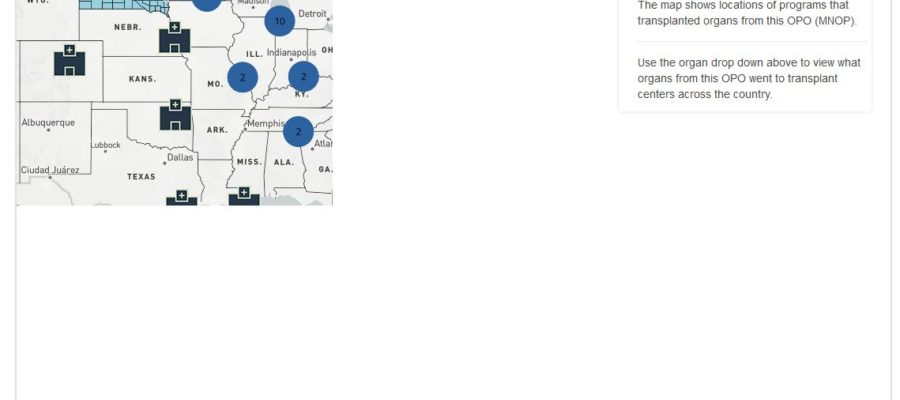 WYO.
Madison
The map shows locations of programs that
transplanted organs from this OPO (MNOP).
10
Detroit
NEBR.
ILL.
Indianapolis
OH
Use the organ drop down above to view what
organs from this OPO went to transplant
centers across the country.
KANS.
MO.
2
2
KY.
Albuquerque
ARK.
Memphis
2
Lubbock
Dallas
Atlan
MISS.
ALA.
GA.
Ciudad Juárez
TEXAS